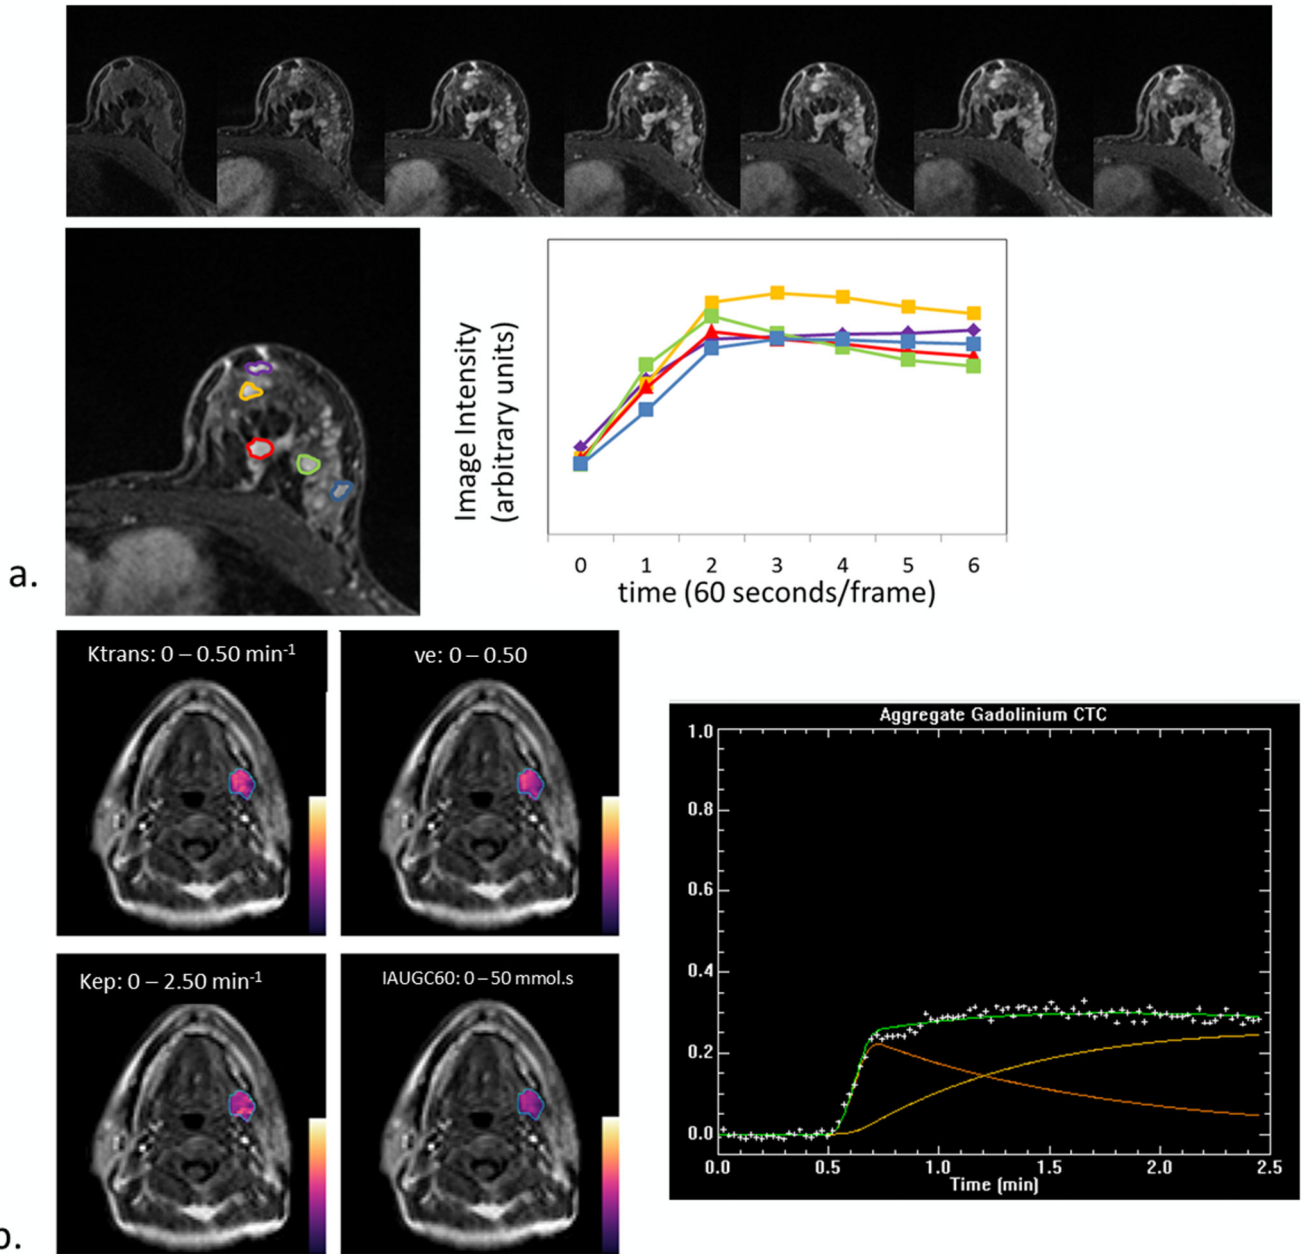 Image Intensity
(arbitrary units)
0 1 2 3 4 5 6
time (60 seconds/frame)
a.
Ktrans: 0 – 0.50 min-1
ve: 0 – 0.50
Kep: 0 – 2.50 min-1
IAUGC60: 0 – 50 mmol.s
Aggregate Gadolinium CTC
1.0
0.8
0.6
0.4
0.2
0.0
0.0 0.5 1.0 1.5 2.0 2.5
Time (min)
b.